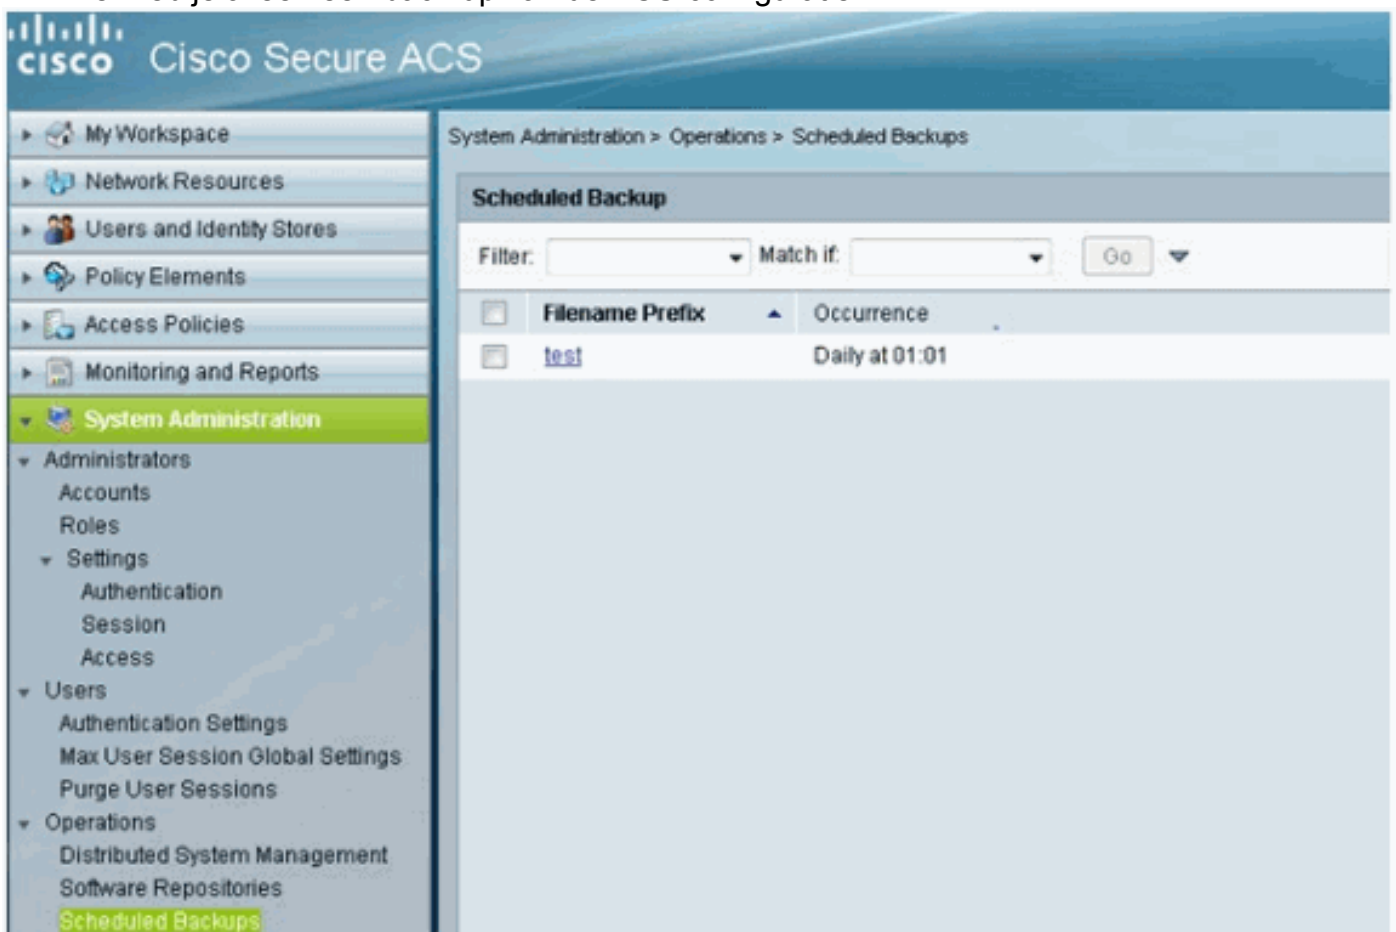 CISCO Cisco Secure ACS
My Workspace
Network Resources
Users and Identity Stores
Policy Elements
Access Policies
Monitoring and Reports
System Administration
Administrators
Accounts
Roles
Settings
Authentication
Session
Access
Users
Authentication Settings
Max User Session Global Settings
Purge User Sessions
Operations
Distributed System Management
Software Repositories
Scheduled Backups
System Administration > Operations > Scheduled Backups
Scheduled Backup
Filter: Match if: Go
Filename Prefix Occurrence
test Daily at 01:01